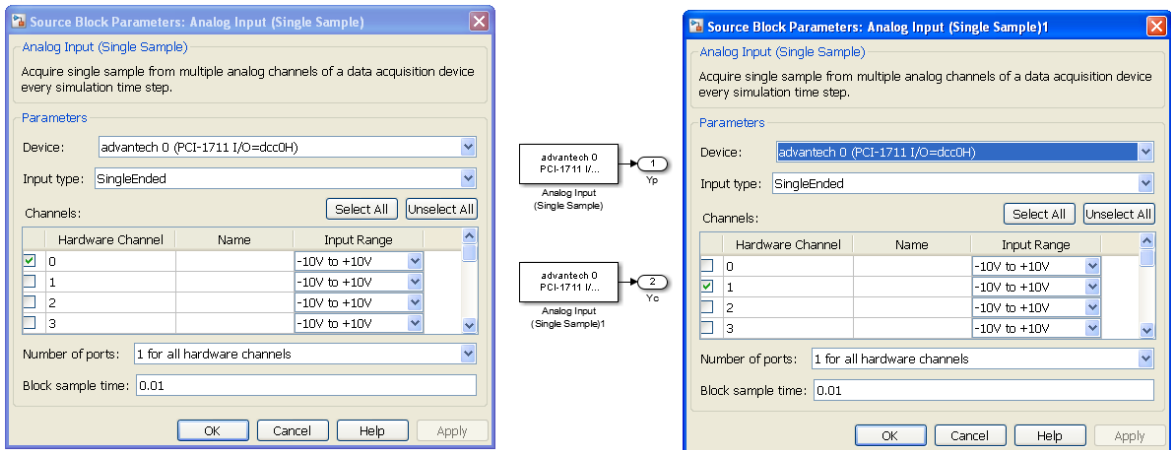 Source Block Parameters: Analog Input (Single Sample)
Analog Input (Single Sample)
Acquire single sample from multiple analog channels of a data acquisition device
every simulation time step.
Parameters
Device: advantech 0 (PCI-1711 I/O=dcc0H)
Input type: SingleEnded
Channels: Select All Unselect All
Hardware Channel Name Input Range
0 -10V to +10V
1 -10V to +10V
2 -10V to +10V
3 -10V to +10V
Number of ports: 1 for all hardware channels
Block sample time: 0.01
OK Cancel Help Apply
advantech 0
PCI-1711 I/...
Analog Input
(Single Sample)
1
Yp
advantech 0
PCI-1711 I/...
Analog Input
(Single Sample)1
2
Yc
Source Block Parameters: Analog Input (Single Sample)1
Analog Input (Single Sample)
Acquire single sample from multiple analog channels of a data acquisition device
every simulation time step.
Parameters
Device: advantech 0 (PCI-1711 I/O=dcc0H)
Input type: SingleEnded
Channels: Select All Unselect All
Hardware Channel Name Input Range
0 -10V to +10V
1 -10V to +10V
2 -10V to +10V
3 -10V to +10V
Number of ports: 1 for all hardware channels
Block sample time: 0.01
OK Cancel Help Apply